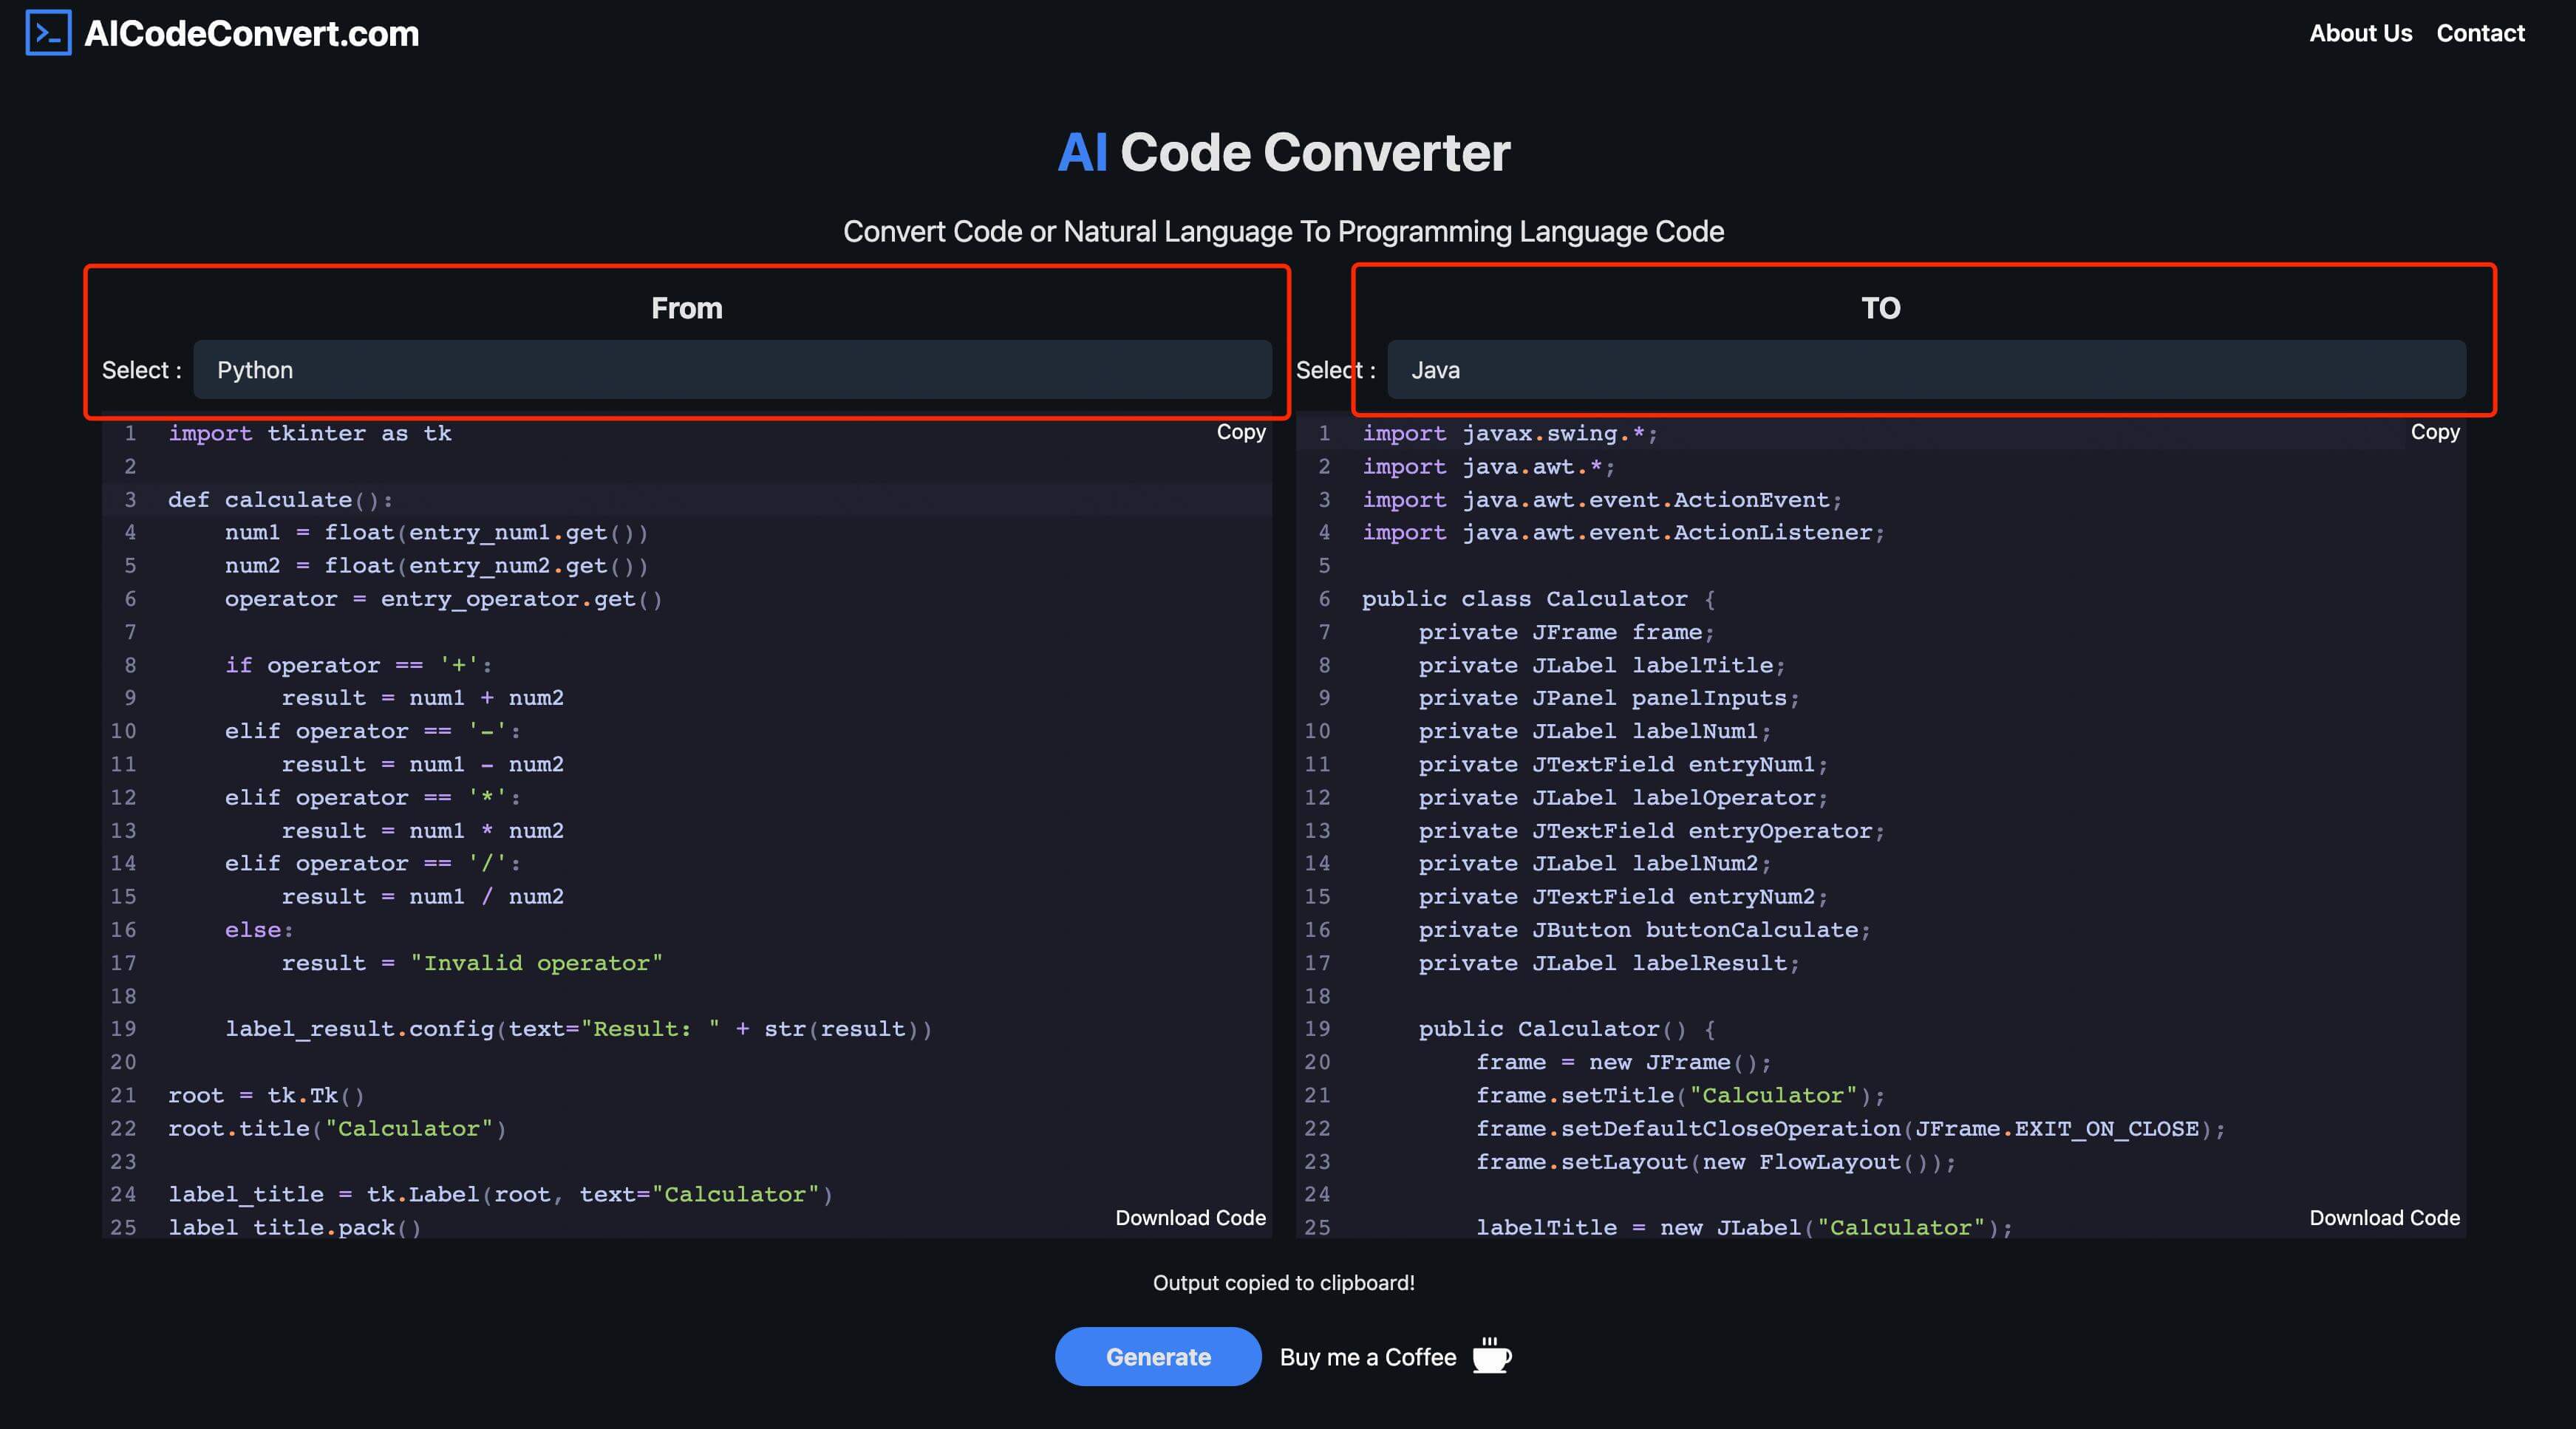 AICodeConvert.com
About Us Contact
AI Code Converter
Convert Code or Natural Language To Programming Language Code
From
Select : Python
Copy
1 import tkinter as tk
2
3 def calculate():
4     num1 = float(entry_num1.get())
5     num2 = float(entry_num2.get())
6     operator = entry_operator.get()
7
8     if operator == '+':
9         result = num1 + num2
10     elif operator == '-':
11         result = num1 - num2
12     elif operator == '*':
13         result = num1 * num2
14     elif operator == '/':
15         result = num1 / num2
16     else:
17         result = "Invalid operator"
18
19     label_result.config(text="Result: " + str(result))
20
21 root = tk.Tk()
22 root.title("Calculator")
23
24 label_title = tk.Label(root, text="Calculator")
25 label_title.pack()
Download Code
TO
Select : Java
Copy
1 import javax.swing.*;
2 import java.awt.*;
3 import java.awt.event.ActionEvent;
4 import java.awt.event.ActionListener;
5
6 public class Calculator {
7     private JFrame frame;
8     private JLabel labelTitle;
9     private JPanel panelInputs;
10     private JLabel labelNum1;
11     private JTextField entryNum1;
12     private JLabel labelOperator;
13     private JTextField entryOperator;
14     private JLabel labelNum2;
15     private JTextField entryNum2;
16     private JButton buttonCalculate;
17     private JLabel labelResult;
18
19     public Calculator() {
20         frame = new JFrame();
21         frame.setTitle("Calculator");
22         frame.setDefaultCloseOperation(JFrame.EXIT_ON_CLOSE);
23         frame.setLayout(new FlowLayout());
24
25         labelTitle = new JLabel("Calculator");
Download Code
Output copied to clipboard!
Generate Buy me a Coffee